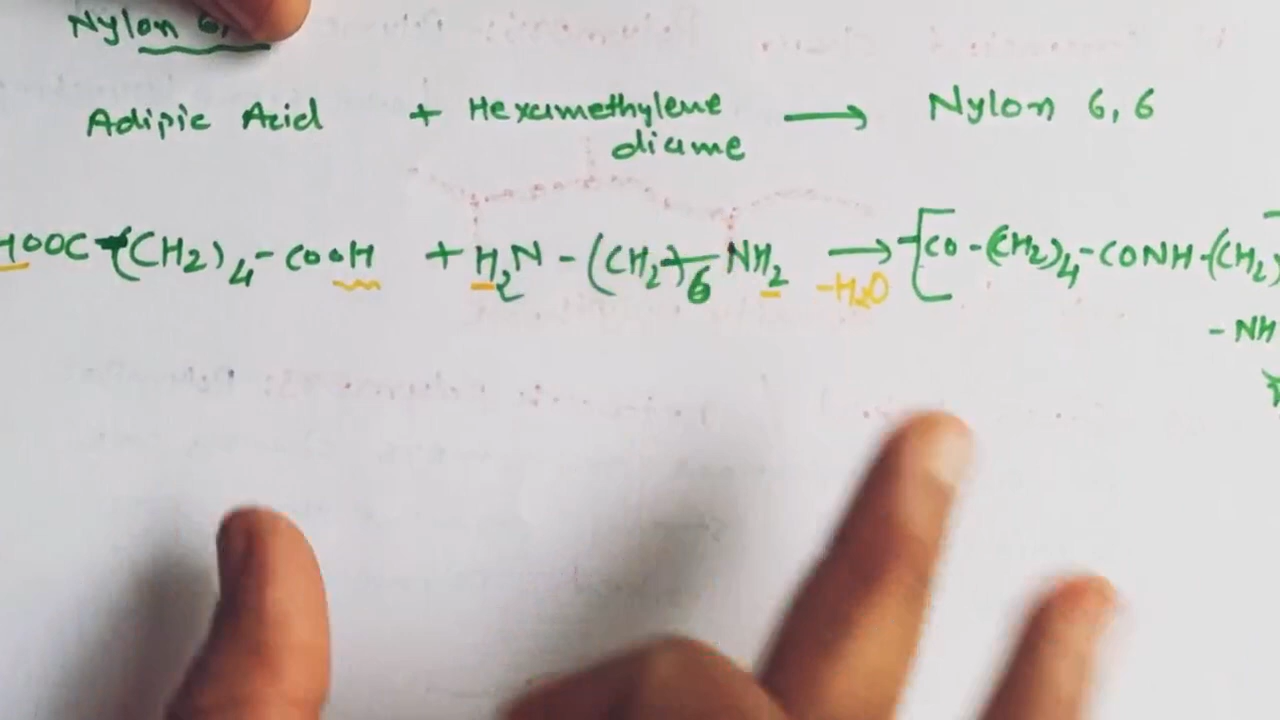 Nylon 6,
Adipic Acid + Hexamethylene ⟶ Nylon 6,6
diame
HOOC-(CH₂)₄-COOH + H₂N-(CH₂)₆-NH₂ ⟶ [CO-(CH₂)₄-CONH-(CH₂)
-H₂O
-NH